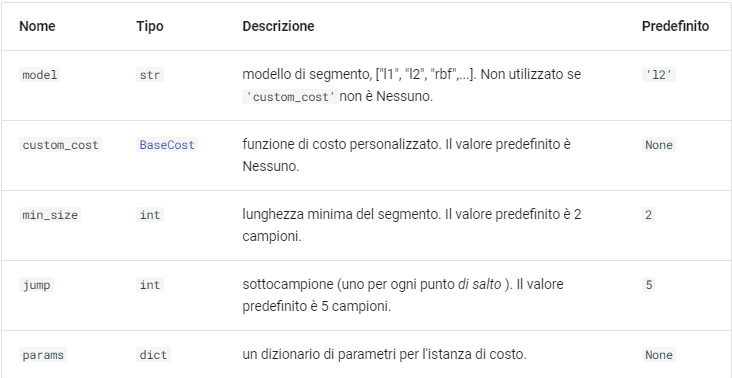 Nome Tipo Descrizione Predefinito
model str modello di segmento, ["l1", "l2", "rbf",...]. Non utilizzato se 'l2'
'custom_cost' non è Nessuno.
custom_cost BaseCost funzione di costo personalizzato. Il valore predefinito è None
Nessuno.
min_size int lunghezza minima del segmento. Il valore predefinito è 2 2
campioni.
jump int sottocampione (uno per ogni punto di salto ). Il valore 5
predefinito è 5 campioni.
params dict un dizionario di parametri per l'istanza di costo. None